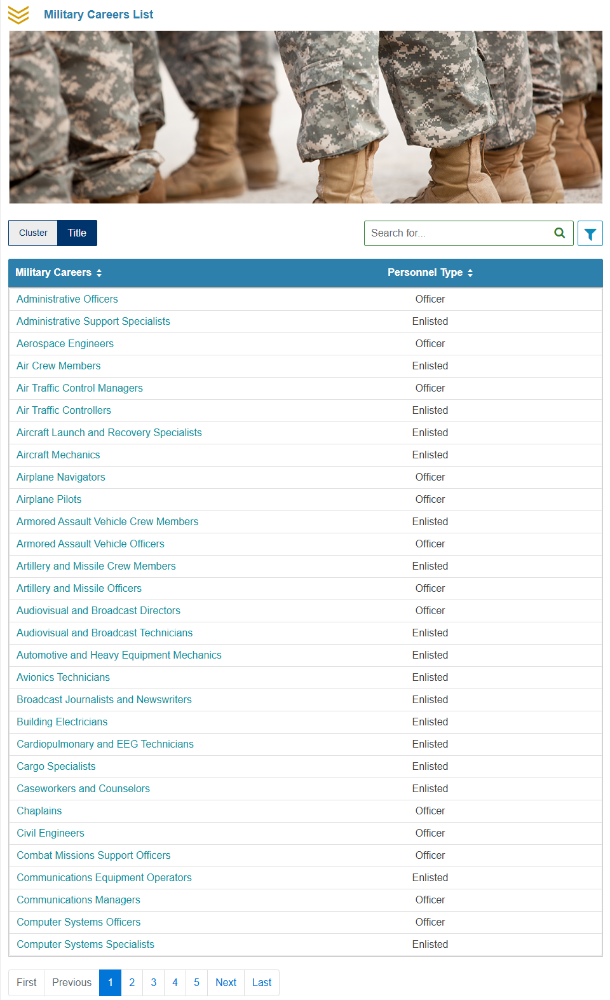 Military Careers List
Cluster Title Search for...
Military Careers Personnel Type
Administrative Officers Officer
Administrative Support Specialists Enlisted
Aerospace Engineers Officer
Air Crew Members Enlisted
Air Traffic Control Managers Officer
Air Traffic Controllers Enlisted
Aircraft Launch and Recovery Specialists Enlisted
Aircraft Mechanics Enlisted
Airplane Navigators Officer
Airplane Pilots Officer
Armored Assault Vehicle Crew Members Enlisted
Armored Assault Vehicle Officers Officer
Artillery and Missile Crew Members Enlisted
Artillery and Missile Officers Officer
Audiovisual and Broadcast Directors Officer
Audiovisual and Broadcast Technicians Enlisted
Automotive and Heavy Equipment Mechanics Enlisted
Avionics Technicians Enlisted
Broadcast Journalists and Newswriters Enlisted
Building Electricians Enlisted
Cardiopulmonary and EEG Technicians Enlisted
Cargo Specialists Enlisted
Caseworkers and Counselors Enlisted
Chaplains Officer
Civil Engineers Officer
Combat Missions Support Officers Officer
Communications Equipment Operators Enlisted
Communications Managers Officer
Computer Systems Officers Officer
Computer Systems Specialists Enlisted
First Previous 1 2 3 4 5 Next Last